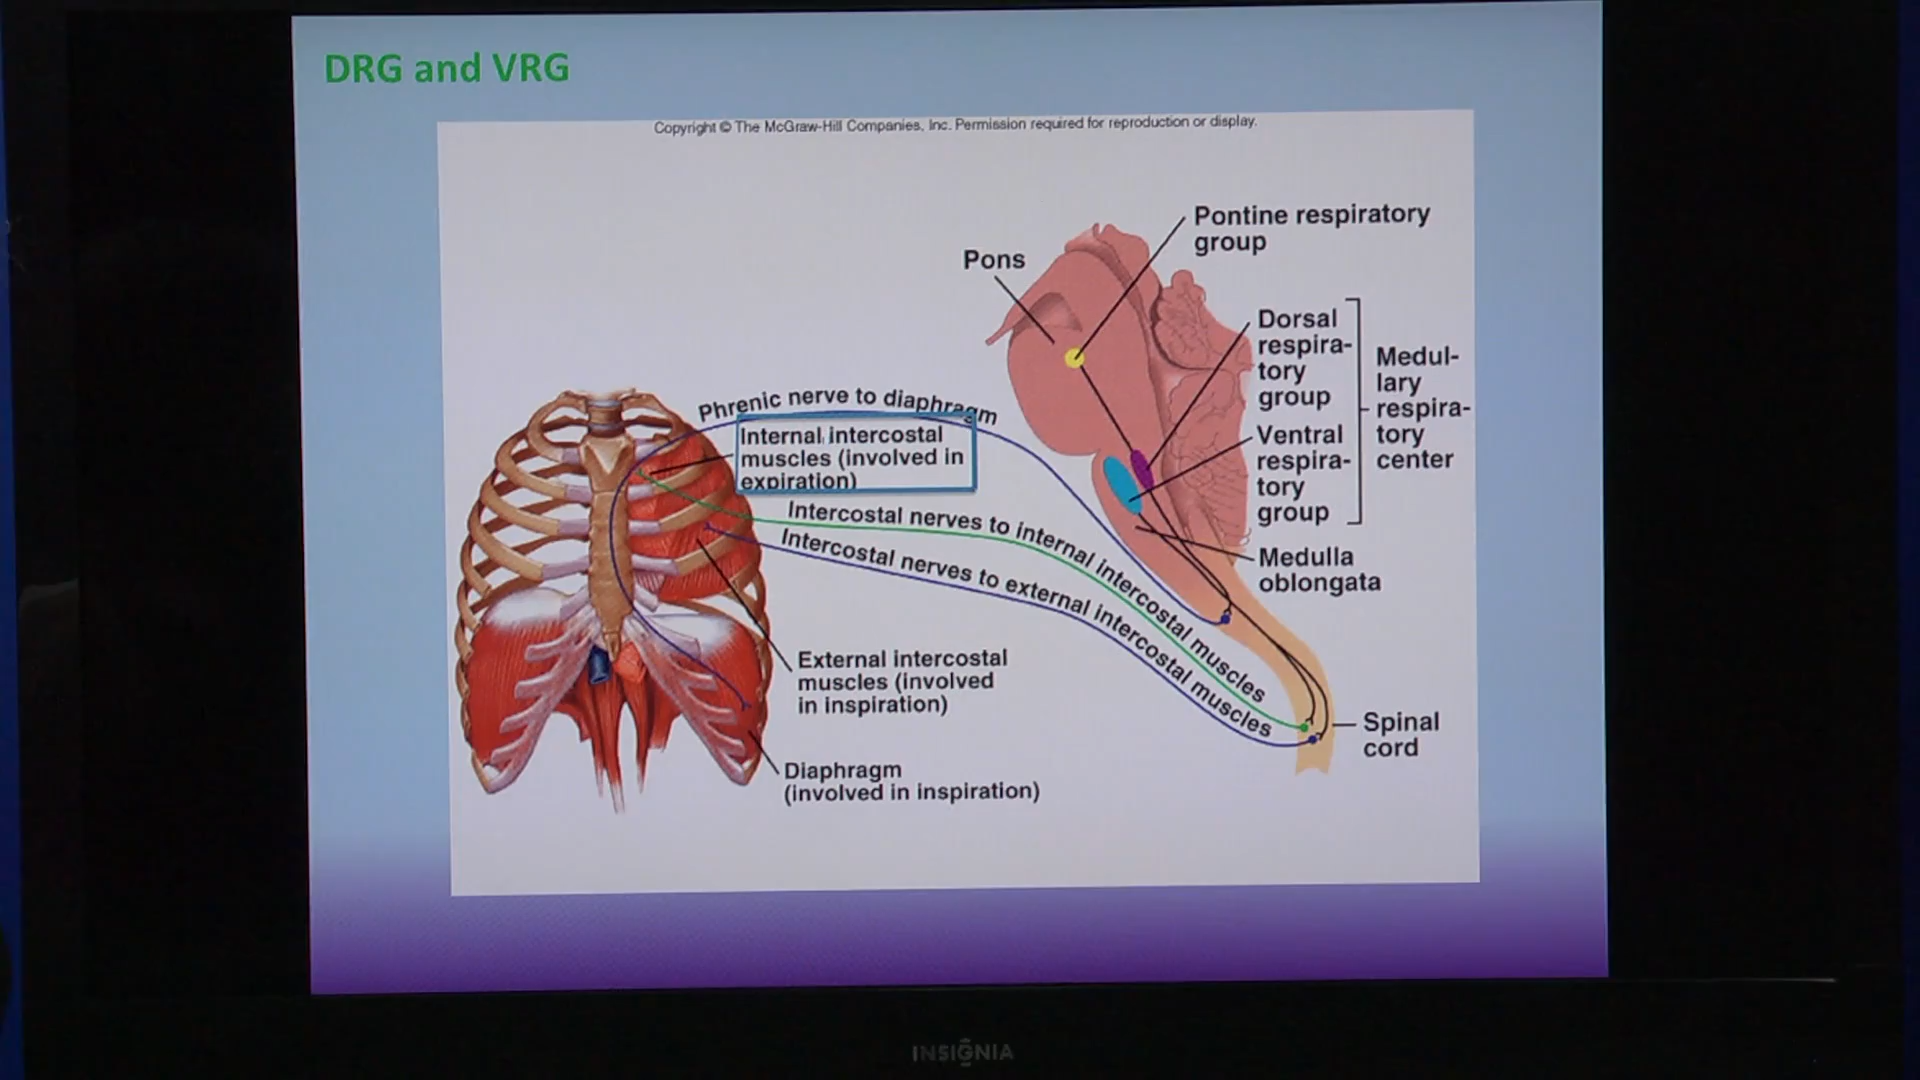 DRG and VRG
Copyright © The McGraw-Hill Companies, Inc. Permission required for reproduction or display.
Pontine respiratory
group
Pons
Dorsal
respira-
tory
group
Medul-
lary
respira-
tory
center
Ventral
respira-
tory
group
Medulla
oblongata
Phrenic nerve to diaphragm
Internal intercostal
muscles (involved in
expiration)
Intercostal nerves to internal intercostal muscles
Intercostal nerves to external intercostal muscles
External intercostal
muscles (involved
in inspiration)
Spinal
cord
Diaphragm
(involved in inspiration)
INSIGNIA